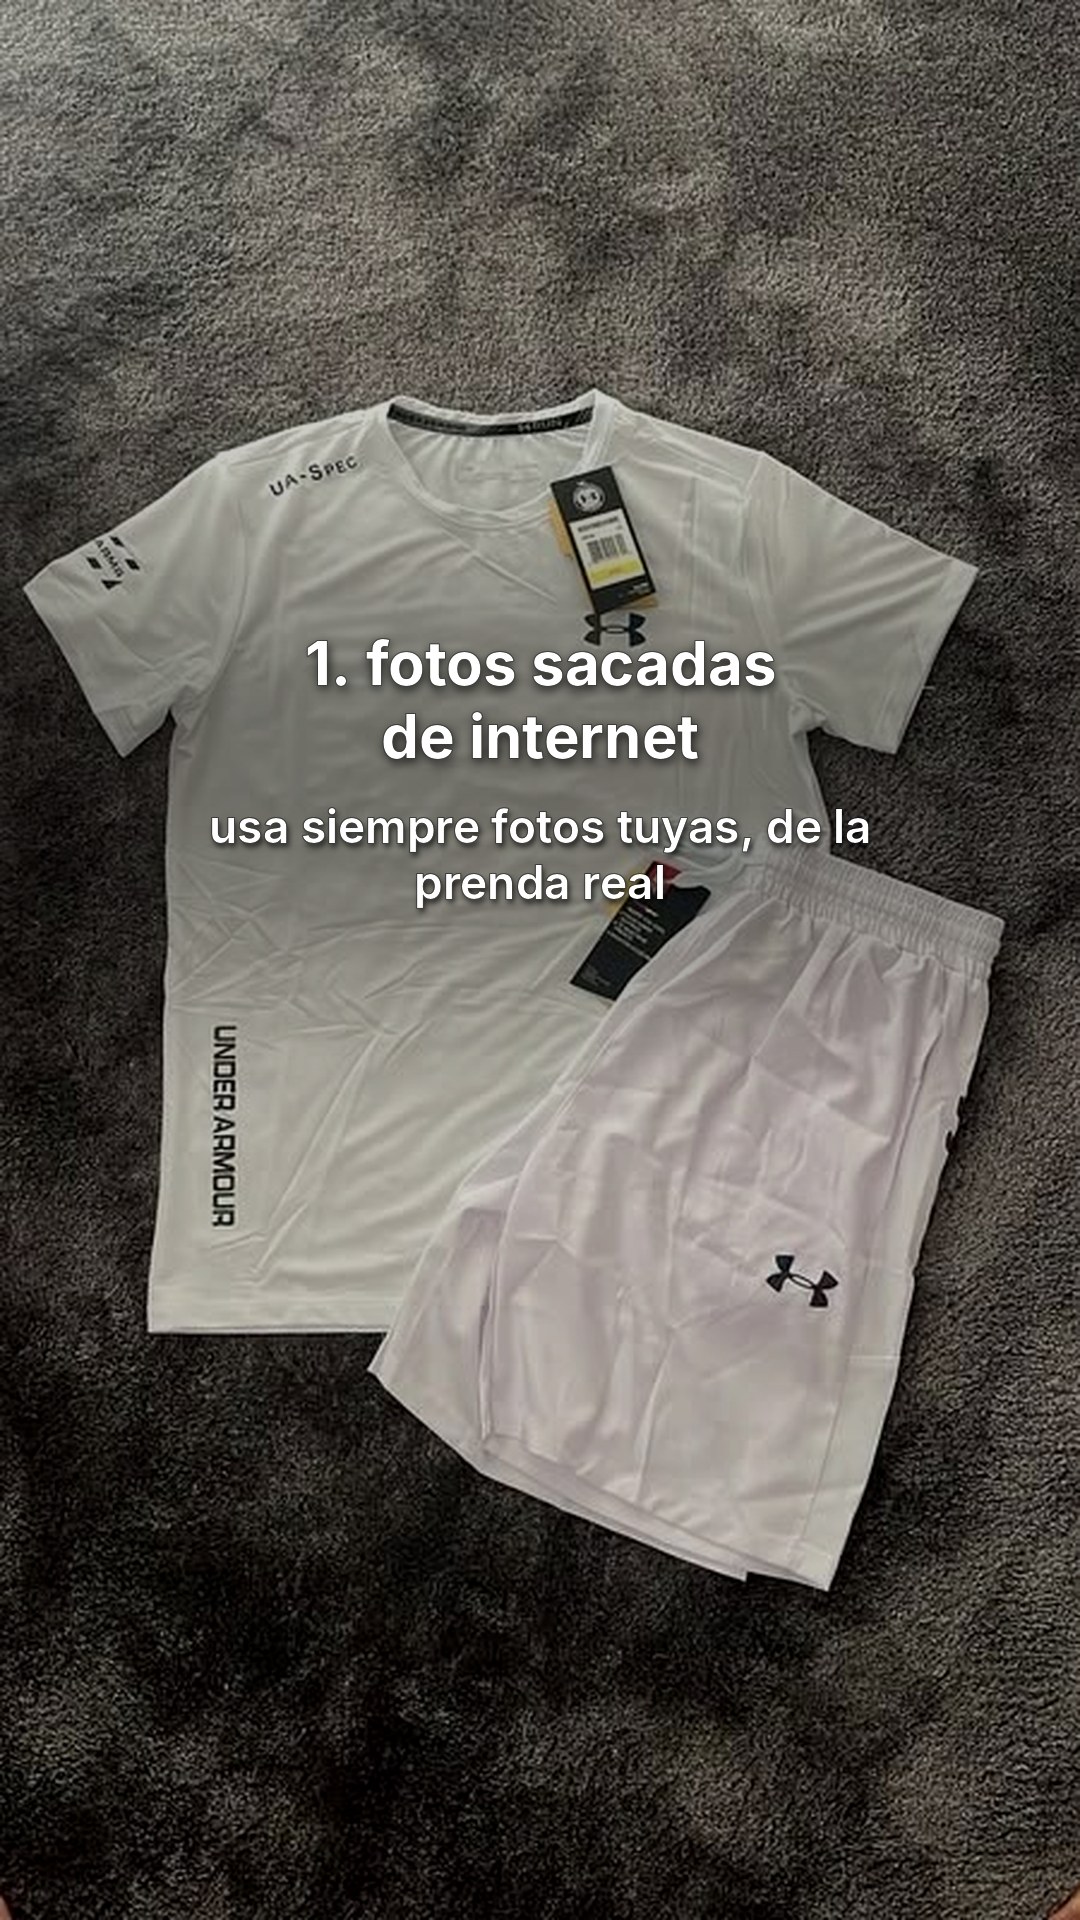 UA-SPEC
1. fotos sacadas
de internet
usa siempre fotos tuyas, de la
prenda real
UNDER ARMOUR